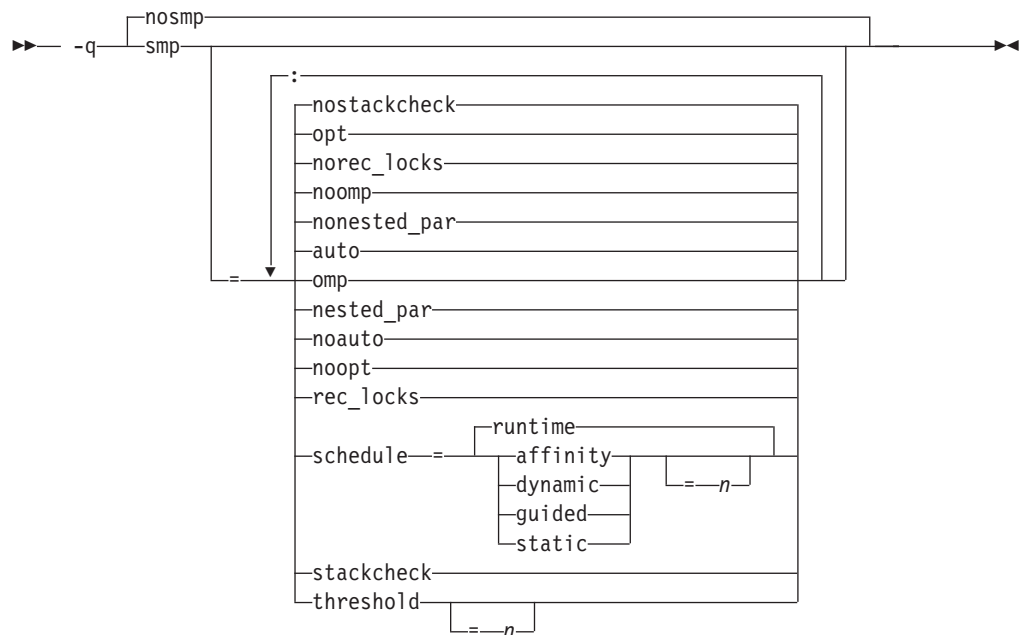 nosmp
-q smp
:
nostackcheck
opt
norec_locks
noomp
nonested_par
auto
= omp
nested_par
noauto
noopt
rec_locks
runtime
schedule = affinity
= n
dynamic
guided
static
stackcheck
threshold
= n